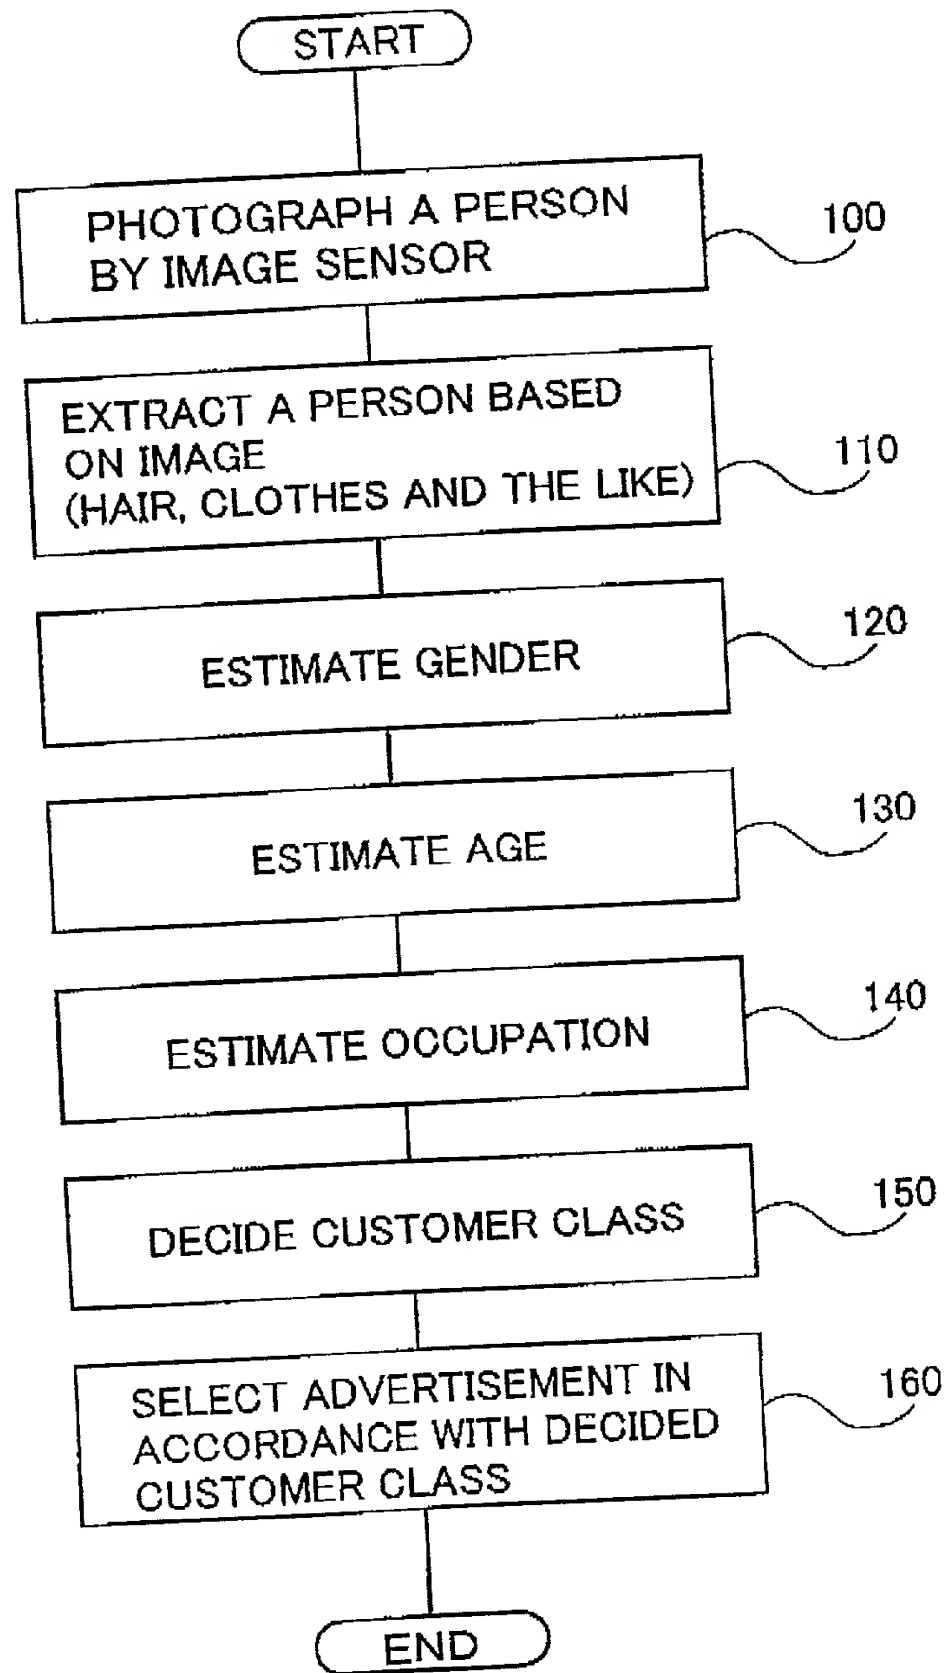 START
PHOTOGRAPH A PERSON
BY IMAGE SENSOR
100
EXTRACT A PERSON BASED
ON IMAGE
(HAIR, CLOTHES AND THE LIKE)
110
ESTIMATE GENDER
120
ESTIMATE AGE
130
ESTIMATE OCCUPATION
140
DECIDE CUSTOMER CLASS
150
SELECT ADVERTISEMENT IN
ACCORDANCE WITH DECIDED
CUSTOMER CLASS
160
END